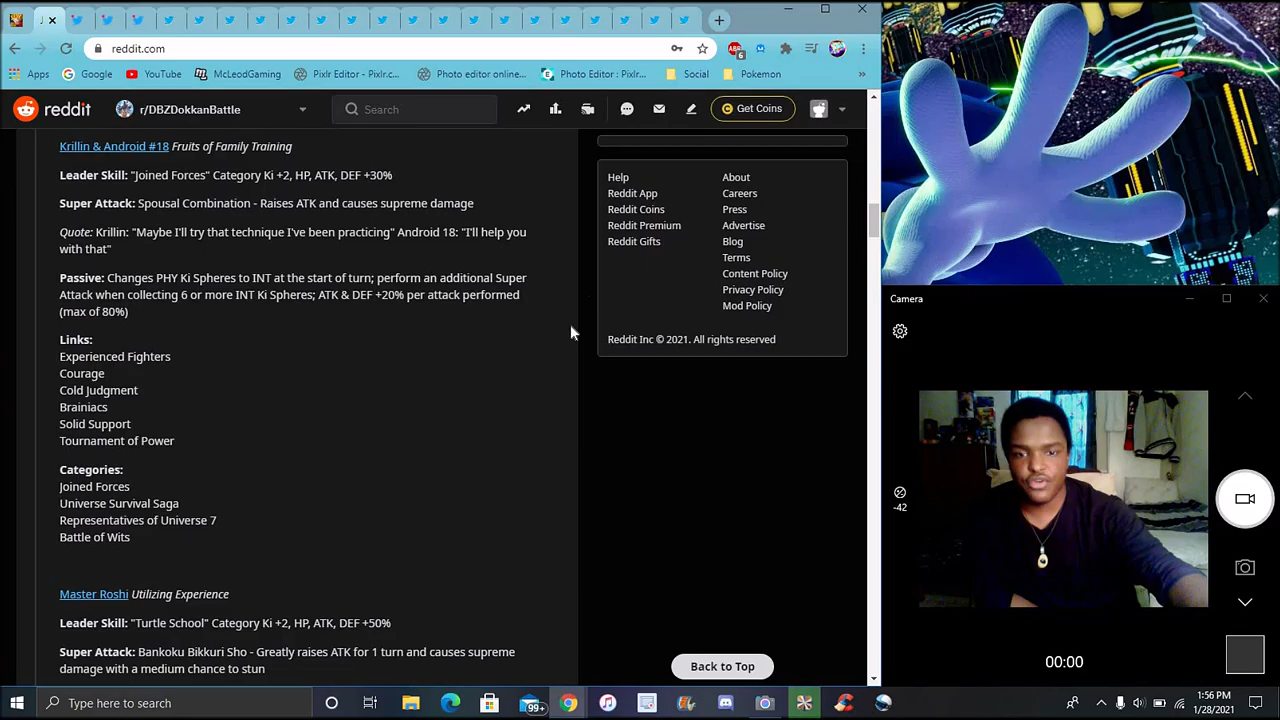 reddit.com
ABP
6
Apps
Google
YouTube
McLeodGaming
Pixlr Editor - Pixlr.c...
Photo editor online...
Photo Editor : Pixlr...
Social
Pokemon
»
reddit
r/DBZDokkanBattle
Search
Get Coins
Krillin & Android #18 Fruits of Family Training
Leader Skill: "Joined Forces" Category Ki +2, HP, ATK, DEF +30%
Super Attack: Spousal Combination - Raises ATK and causes supreme damage
Quote: Krillin: "Maybe I'll try that technique I've been practicing" Android 18: "I'll help you
with that"
Passive: Changes PHY Ki Spheres to INT at the start of turn; perform an additional Super
Attack when collecting 6 or more INT Ki Spheres; ATK & DEF +20% per attack performed
(max of 80%)
Links:
Experienced Fighters
Courage
Cold Judgment
Brainiacs
Solid Support
Tournament of Power
Categories:
Joined Forces
Universe Survival Saga
Representatives of Universe 7
Battle of Wits
Master Roshi Utilizing Experience
Leader Skill: "Turtle School" Category Ki +2, HP, ATK, DEF +50%
Super Attack: Bankoku Bikkuri Sho - Greatly raises ATK for 1 turn and causes supreme
damage with a medium chance to stun
Help
Reddit App
Reddit Coins
Reddit Premium
Reddit Gifts
About
Careers
Press
Advertise
Blog
Terms
Content Policy
Privacy Policy
Mod Policy
Reddit Inc © 2021. All rights reserved
Back to Top
Camera
-42
00:00
Type here to search
99+
1:56 PM
1/28/2021